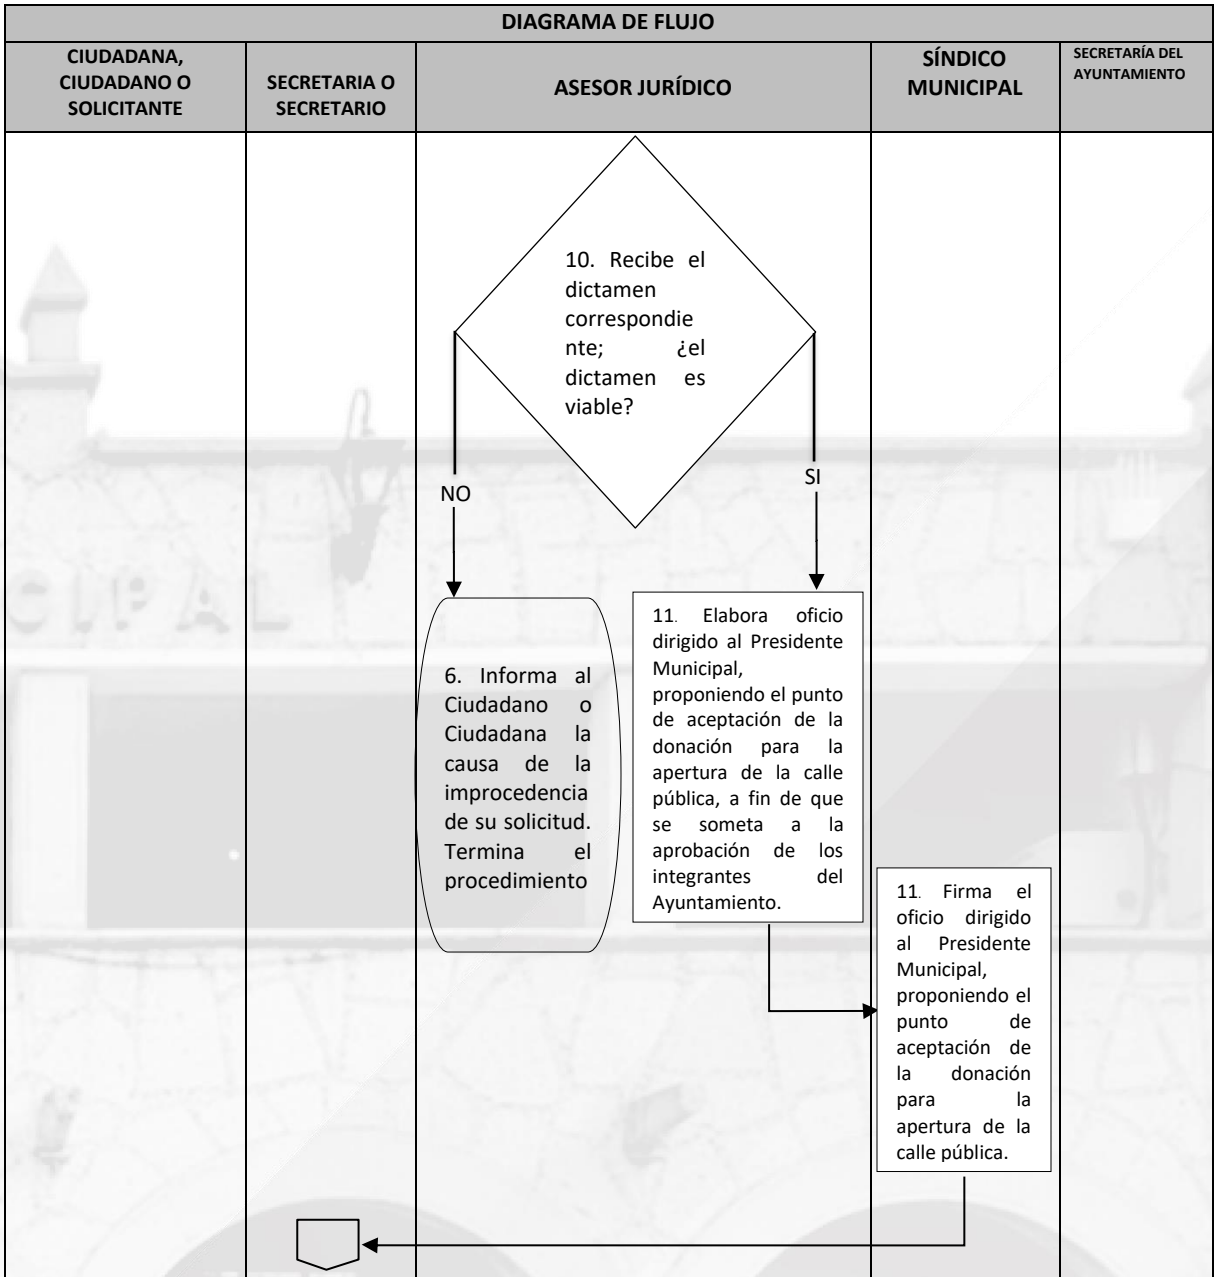 DIAGRAMA DE FLUJO
CIUDADANA,
CIUDADANO O
SOLICITANTE
SECRETARIA O
SECRETARIO
ASESOR JURÍDICO
SÍNDICO
MUNICIPAL
SECRETARÍA DEL
AYUNTAMIENTO
10. Recibe el
dictamen
correspondie
nte; ¿el
dictamen es
viable?
NO
SI
6. Informa al
Ciudadano o
Ciudadana la
causa de la
improcedencia
de su solicitud.
Termina el
procedimiento
11. Elabora oficio
dirigido al Presidente
Municipal,
proponiendo el punto
de aceptación de la
donación para la
apertura de la calle
pública, a fin de que
se someta a la
aprobación de los
integrantes del
Ayuntamiento.
11. Firma el
oficio dirigido
al Presidente
Municipal,
proponiendo el
punto de
aceptación de
la donación
para la
apertura de la
calle pública.
CIPAL